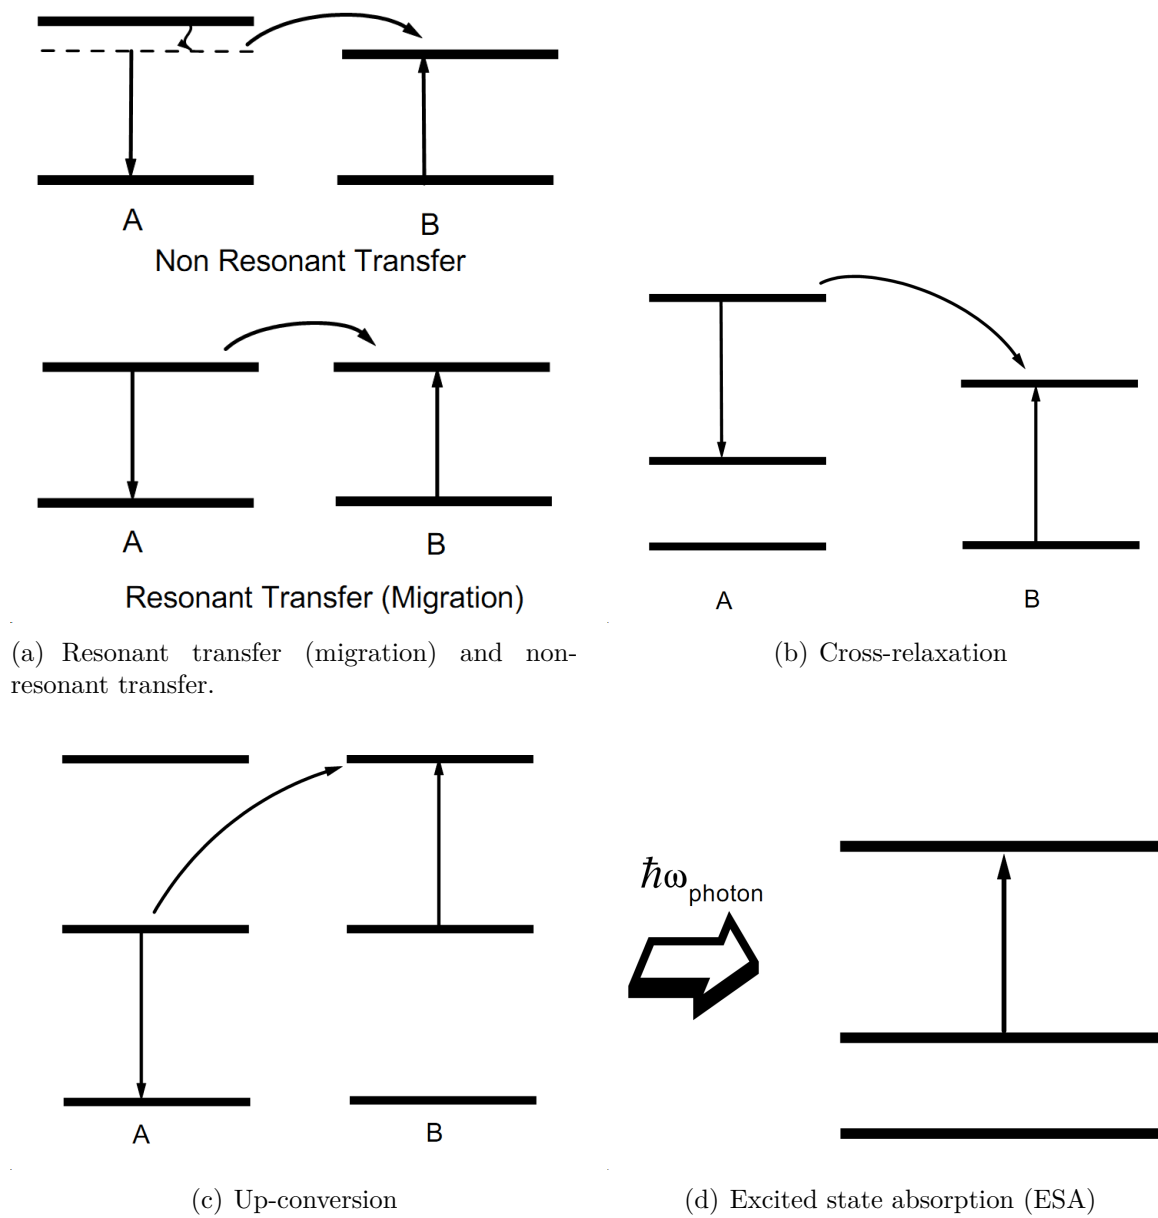 A
B
Non Resonant Transfer
A
B
Resonant Transfer (Migration)
(a) Resonant transfer (migration) and non-
resonant transfer.
A
B
(b) Cross-relaxation
A
B
(c) Up-conversion
ħω photon
(d) Excited state absorption (ESA)